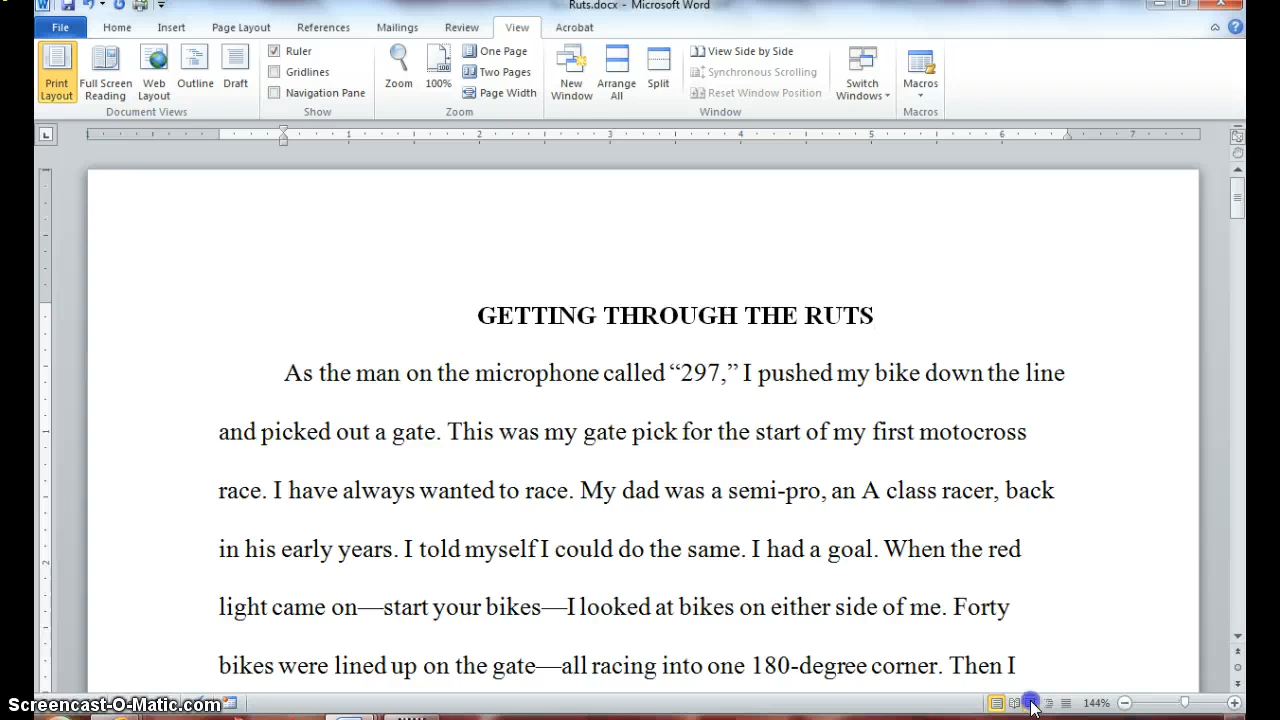 Ruts.docx - Microsoft Word
File Home Insert Page Layout References Mailings Review View Acrobat
Print Layout
Full Screen Reading
Web Layout
Outline
Draft
Document Views
Ruler
Gridlines
Navigation Pane
Show
Zoom
100%
One Page
Two Pages
Page Width
Zoom
New Window
Arrange All
Split
View Side by Side
Synchronous Scrolling
Reset Window Position
Window
Switch Windows
Macros
Macros
1 2 3 4 5 6 7
GETTING THROUGH THE RUTS
As the man on the microphone called “297,” I pushed my bike down the line
and picked out a gate. This was my gate pick for the start of my first motocross
race. I have always wanted to race. My dad was a semi-pro, an A class racer, back
in his early years. I told myself I could do the same. I had a goal. When the red
light came on—start your bikes—I looked at bikes on either side of me. Forty
bikes were lined up on the gate—all racing into one 180-degree corner. Then I
144%
Screencast-O-Matic.com